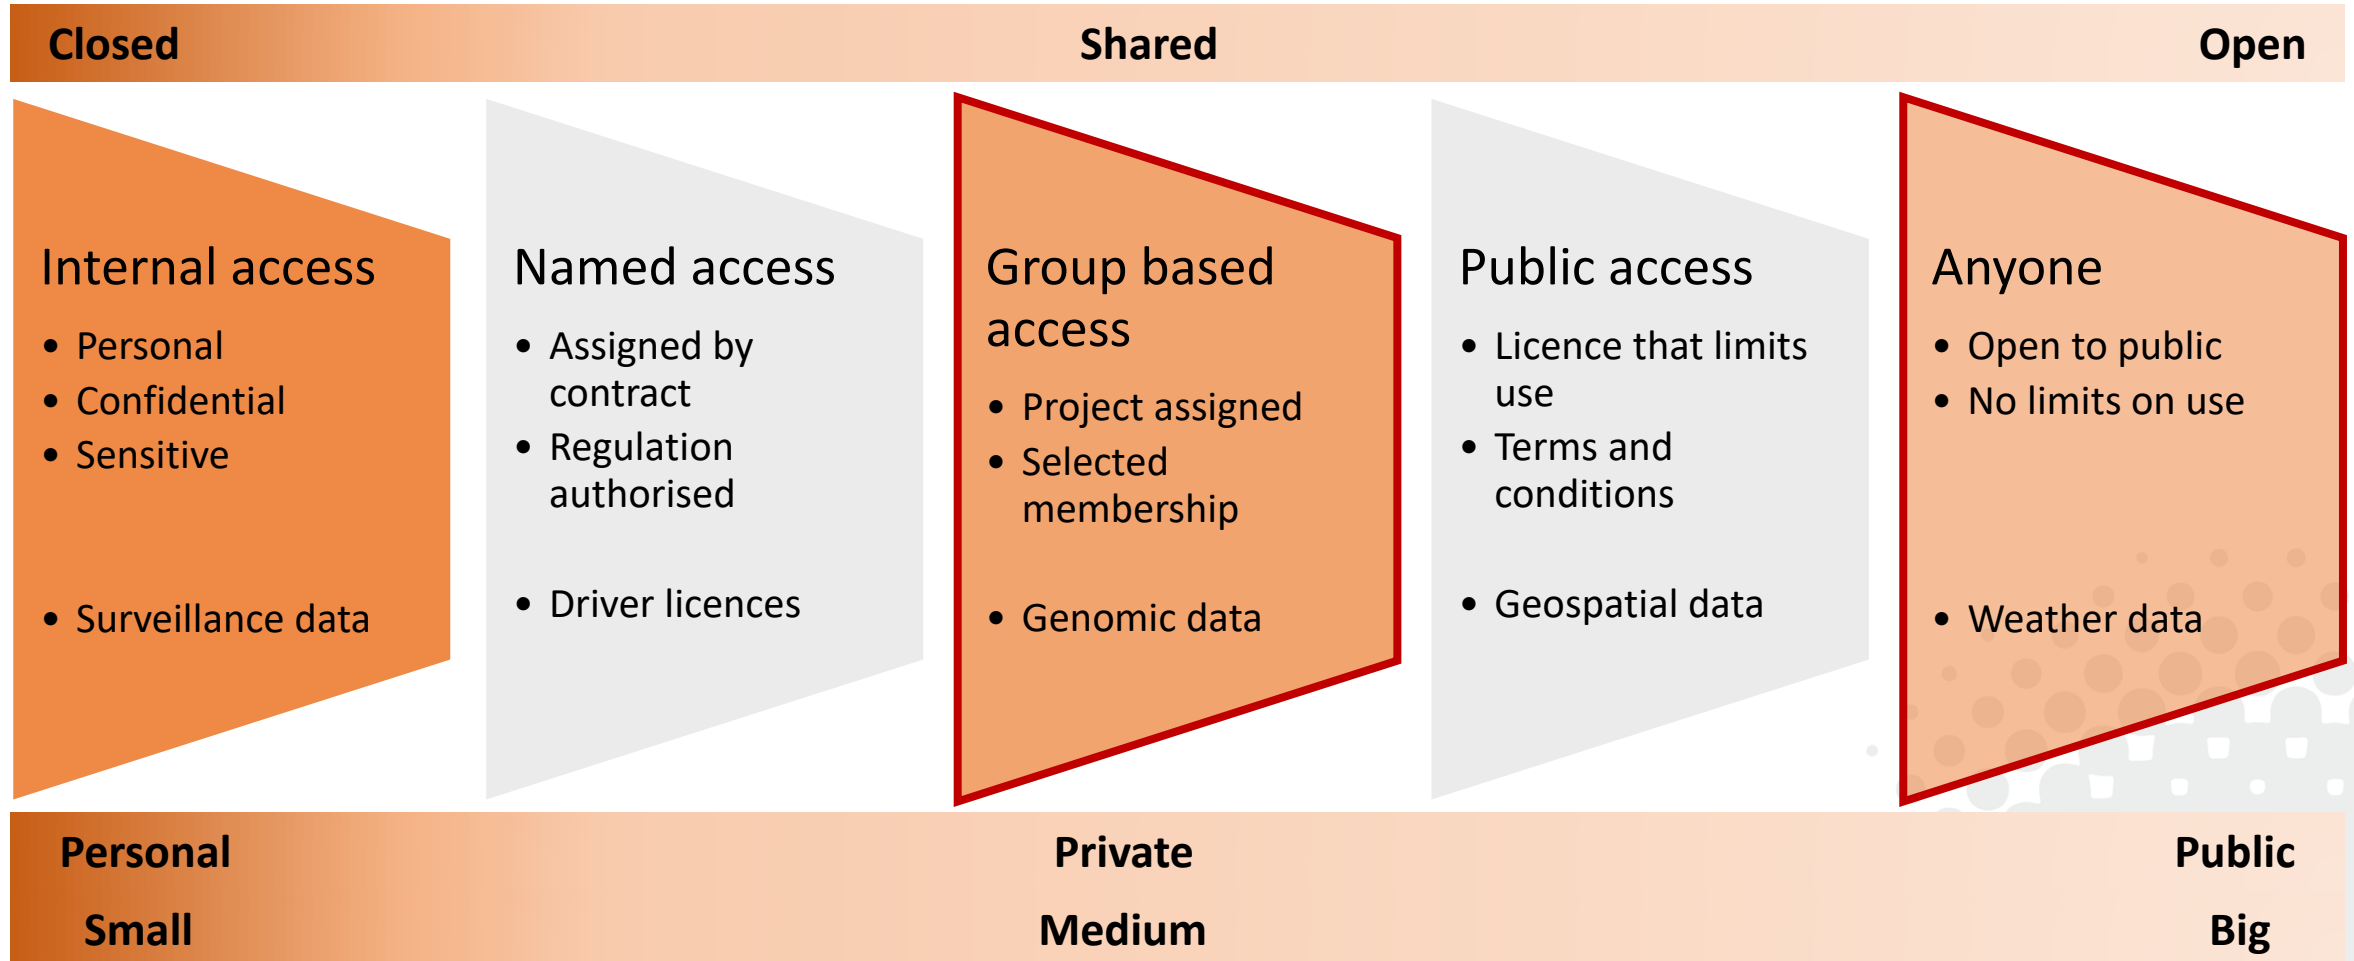 Closed
Shared
Open
Internal access
• Personal
• Confidential
• Sensitive
• Surveillance data
Named access
• Assigned by
contract
• Regulation
authorised
• Driver licences
Group based
access
• Project assigned
• Selected
membership
• Genomic data
Public access
• Licence that limits
use
• Terms and
conditions
• Geospatial data
Anyone
• Open to public
• No limits on use
• Weather data
Personal
Private
Public
Small
Medium
Big